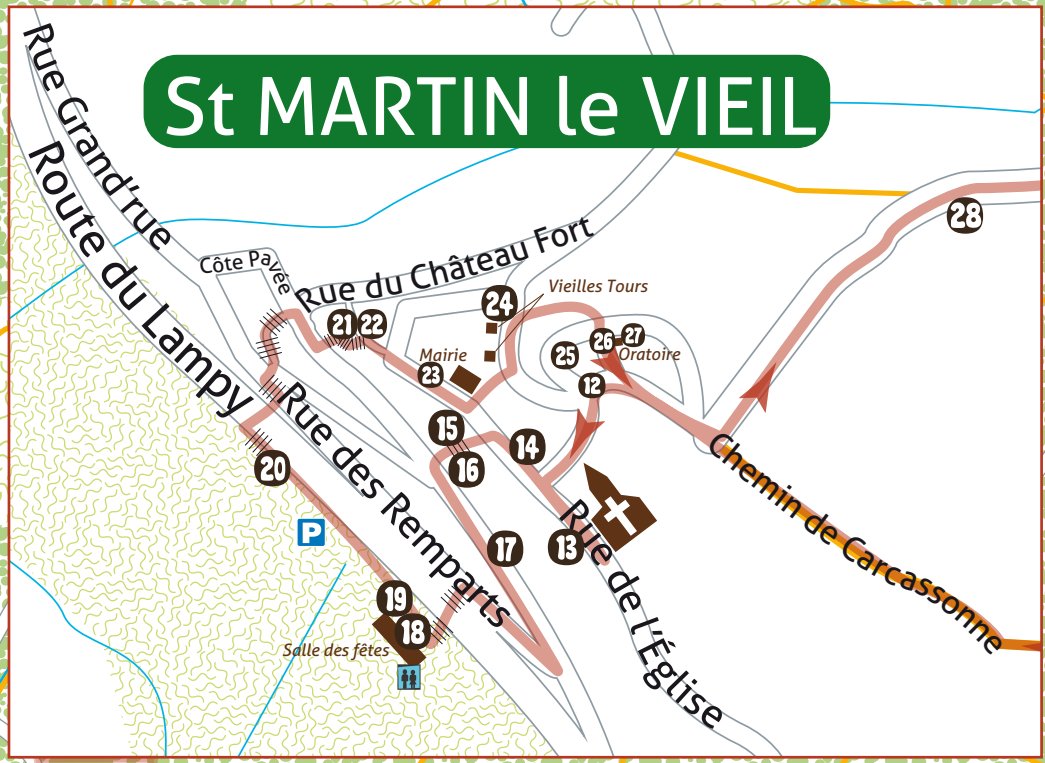 St MARTIN le VIEIL
Rue Grand'rue
Route du Lampy
Côte Pavée
Rue du Château Fort
28
Vieilles Tours
24
21
22
26
27
Oratoire
25
Mairie
23
12
15
14
16
Chemin de Carcassonne
20
Rue des Remparts
P
17
13
Rue de l'Église
19
18
Salle des fêtes